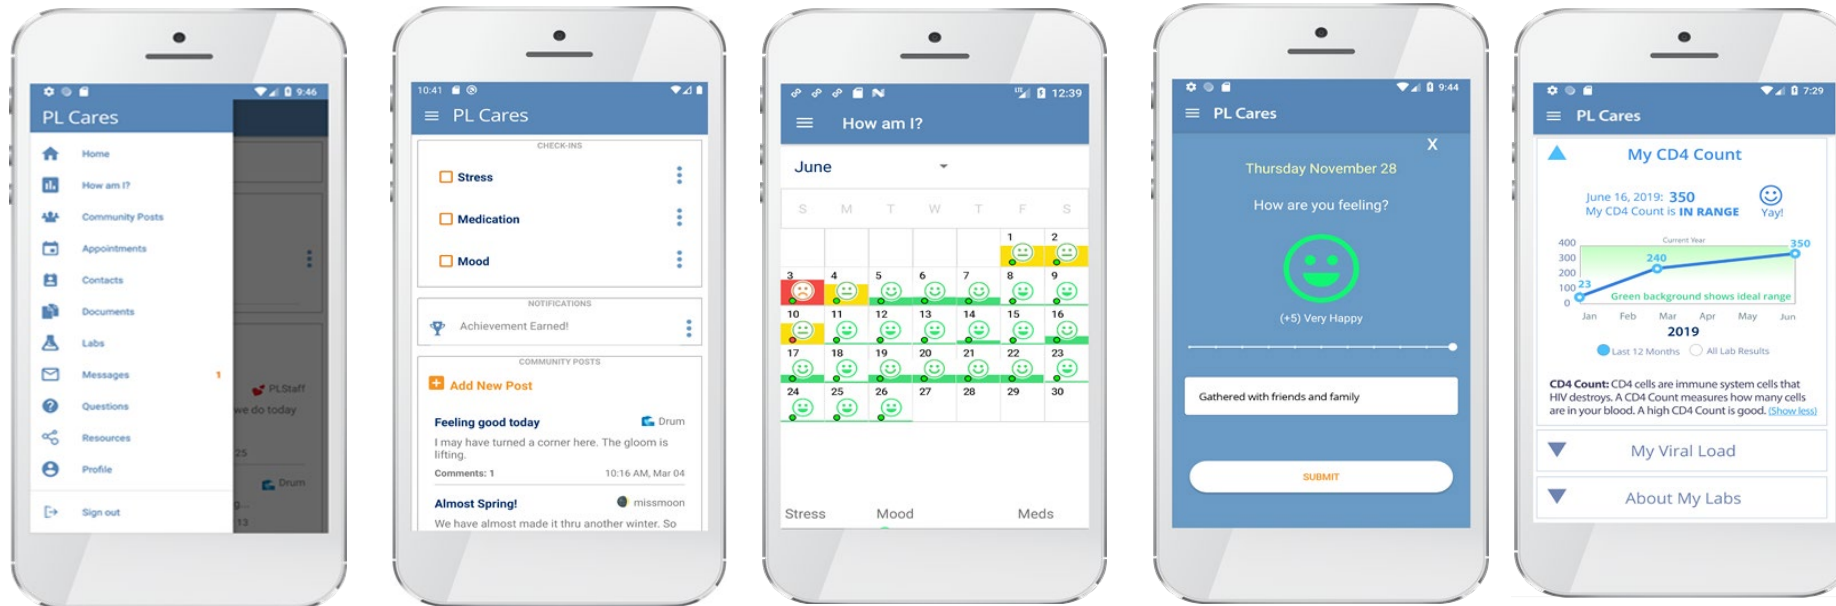 9:46
PL Cares
Home
How am I?
Community Posts
Appointments
Contacts
Documents
Labs
Messages 1
Questions
Resources
Profile
Sign out
PLStaff
we do today
25
Drum
13
10:41
PL Cares
CHECK-INS
Stress
Medication
Mood
NOTIFICATIONS
Achievement Earned!
COMMUNITY POSTS
Add New Post
Feeling good today Drum
I may have turned a corner here. The gloom is
lifting.
Comments: 1 10:16 AM, Mar 04
Almost Spring! missmoon
We have almost made it thru another winter. So
12:39
How am I?
June
S M T W T F S
1 2
3 4 5 6 7 8 9
10 11 12 13 14 15 16
17 18 19 20 21 22 23
24 25 26 27 28 29 30
Stress Mood Meds
9:44
PL Cares
X
Thursday November 28
How are you feeling?
(+5) Very Happy
Gathered with friends and family
SUBMIT
7:29
PL Cares
My CD4 Count
June 16, 2019: 350
My CD4 Count is IN RANGE Yay!
Current Year
400 350
300 240
200
100 23
0 Green background shows ideal range
Jan Feb Mar Apr May Jun
2019
Last 12 Months All Lab Results
CD4 Count: CD4 cells are immune system cells that
HIV destroys. A CD4 Count measures how many cells
are in your blood. A high CD4 Count is good. (Show less)
My Viral Load
About My Labs